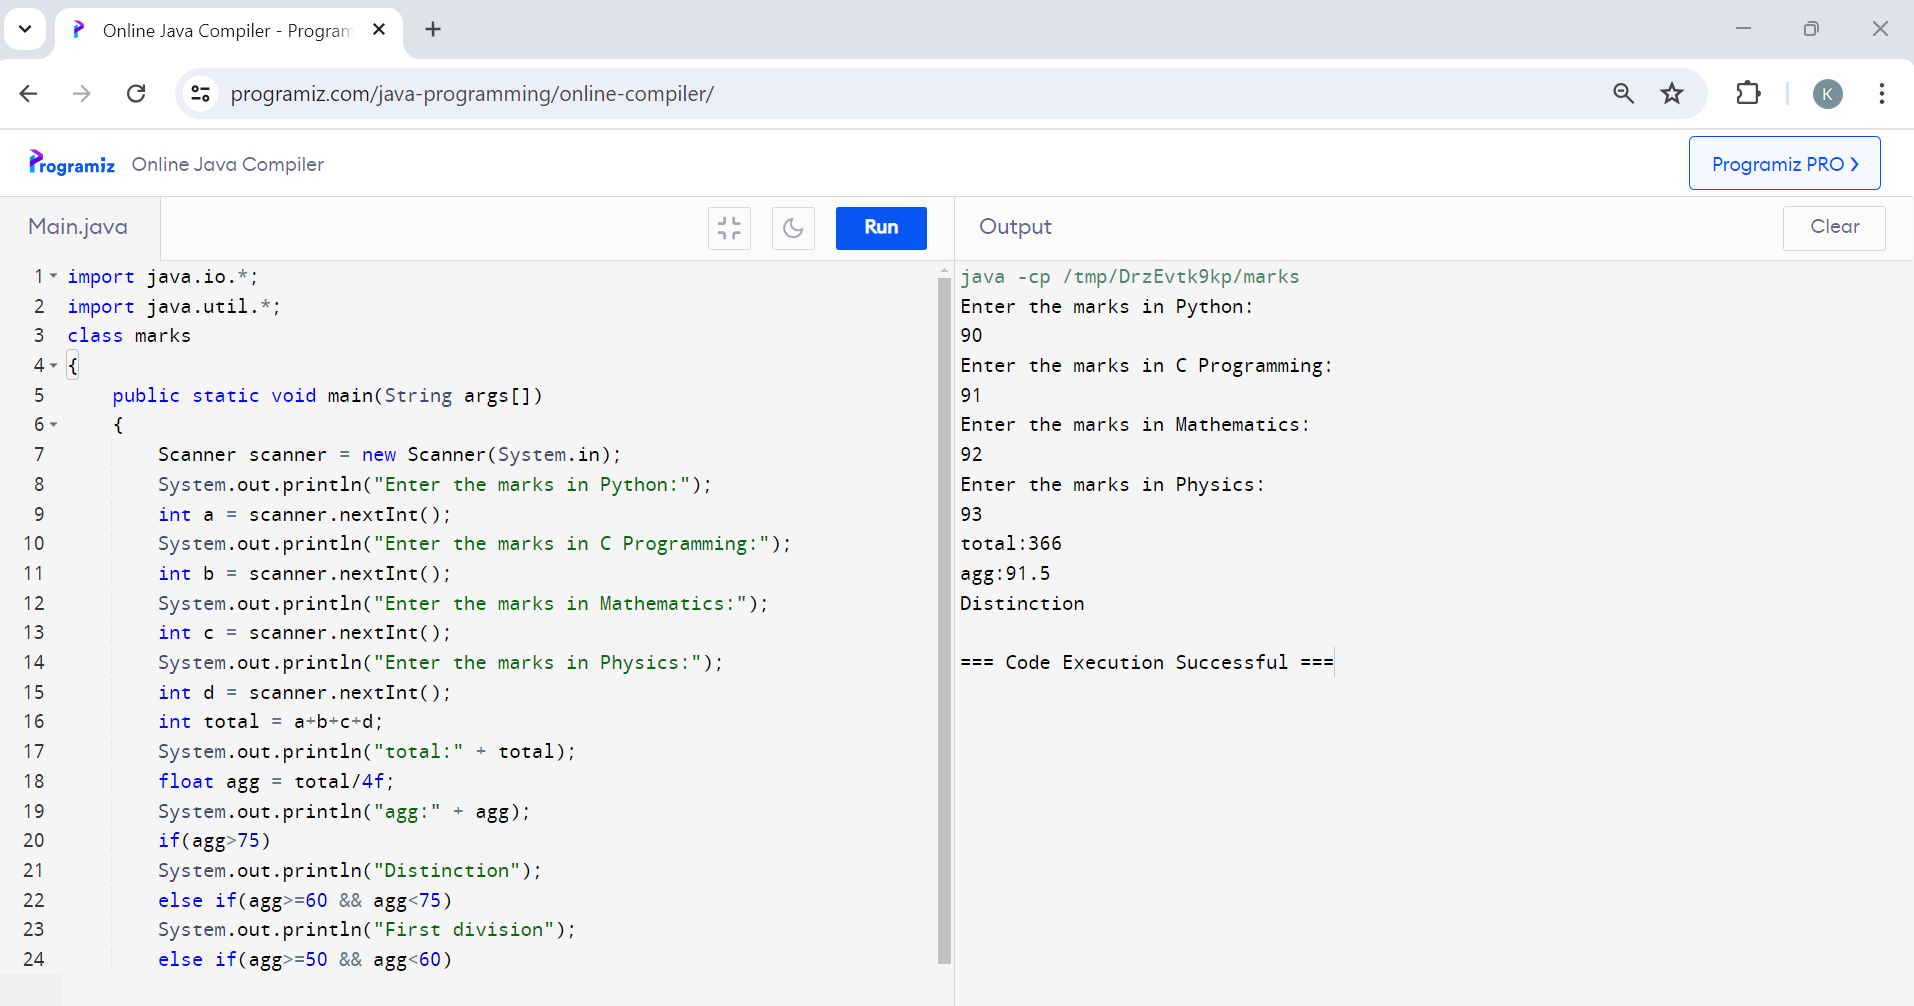 Online Java Compiler - Program
programiz.com/java-programming/online-compiler/
K
Programiz Online Java Compiler
Programiz PRO
Main.java
Run
Output
Clear
1 import java.io.*;
2 import java.util.*;
3 class marks
4 {
5 public static void main(String args[])
6 {
7 Scanner scanner = new Scanner(System.in);
8 System.out.println("Enter the marks in Python:");
9 int a = scanner.nextInt();
10 System.out.println("Enter the marks in C Programming:");
11 int b = scanner.nextInt();
12 System.out.println("Enter the marks in Mathematics:");
13 int c = scanner.nextInt();
14 System.out.println("Enter the marks in Physics:");
15 int d = scanner.nextInt();
16 int total = a+b+c+d;
17 System.out.println("total:" + total);
18 float agg = total/4f;
19 System.out.println("agg:" + agg);
20 if(agg>75)
21 System.out.println("Distinction");
22 else if(agg>=60 && agg<75)
23 System.out.println("First division");
24 else if(agg>=50 && agg<60)
java -cp /tmp/DrzEvtk9kp/marks
Enter the marks in Python:
90
Enter the marks in C Programming:
91
Enter the marks in Mathematics:
92
Enter the marks in Physics:
93
total:366
agg:91.5
Distinction
=== Code Execution Successful ===